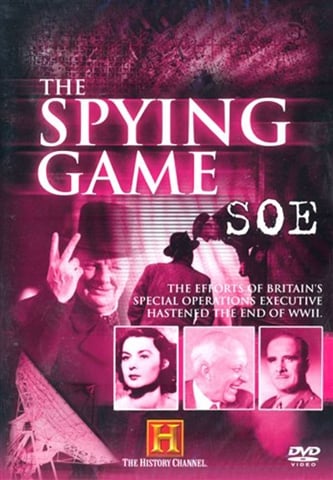 THE
SPYING
GAME
SOE
THE EFFORTS OF BRITAIN'S
SPECIAL OPERATIONS EXECUTIVE
HASTENED THE END OF WWII.
H
THE HISTORY CHANNEL.
DVD
VIDEO